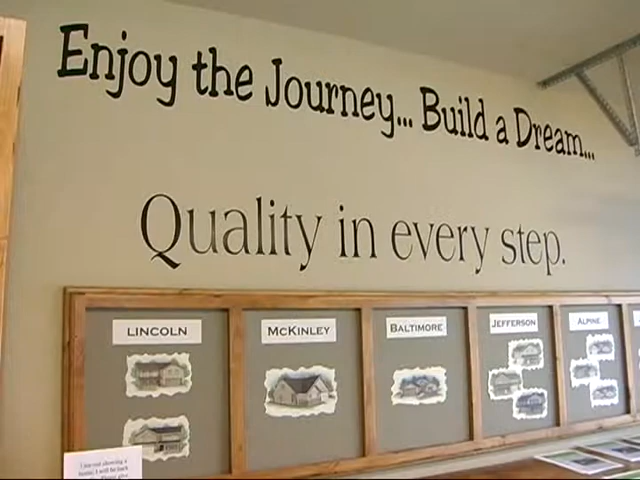 Enjoy the Journey... Build a Dream...
Quality in every step.
LINCOLN
MCKINLEY
BALTIMORE
JEFFERSON
ALPINE